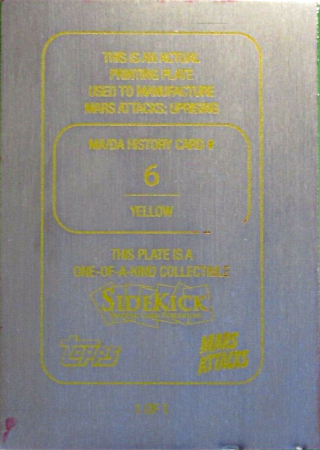 THIS IS AN ACTUAL
PRINTING PLATE
USED TO MANUFACTURE
MARS ATTACKS: UPRISING
MA/DA HISTORY CARD #
6
YELLOW
THIS PLATE IS A
ONE-OF-A-KIND COLLECTIBLE
SIDEKICK
TOPPS
MARS
ATTACKS
1 OF 1